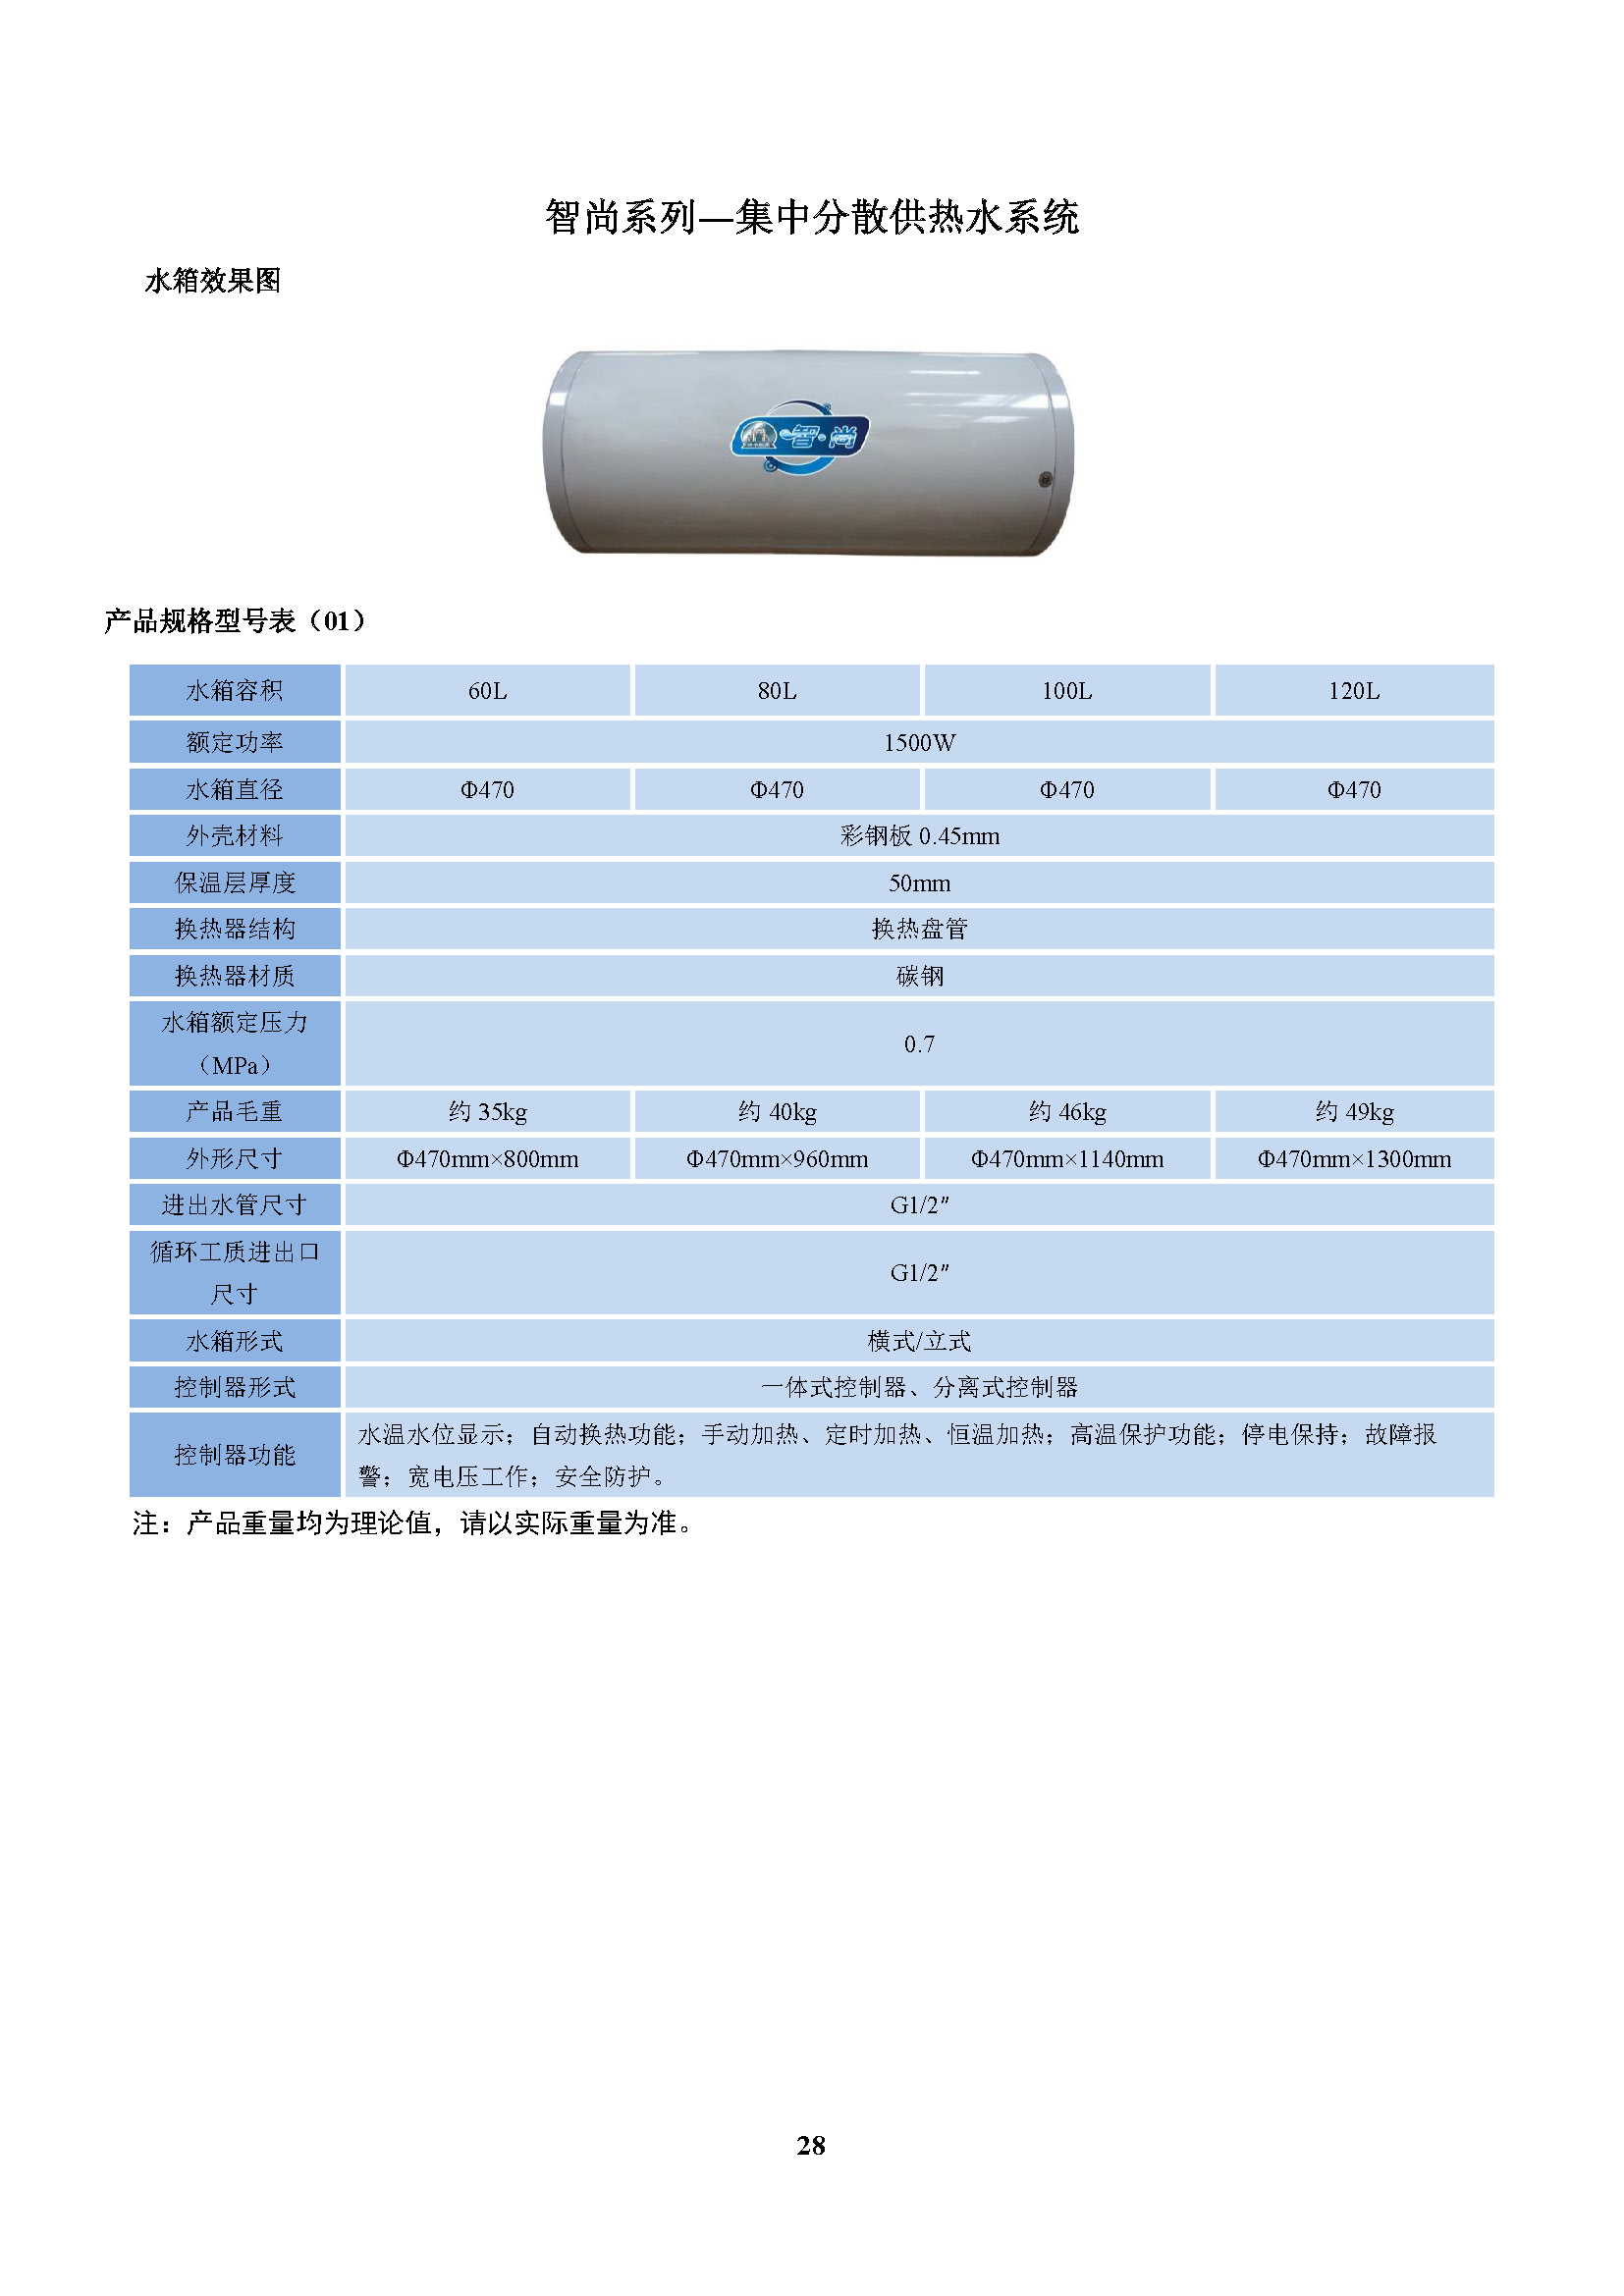 智尚系列—集中分散供热水系统
水箱效果图
智·尚
产品规格型号表（01）
水箱容积 60L 80L 100L 120L
额定功率 1500W
水箱直径 Φ470 Φ470 Φ470 Φ470
外壳材料 彩钢板 0.45mm
保温层厚度 50mm
换热器结构 换热盘管
换热器材质 碳钢
水箱额定压力
（MPa）
0.7
产品毛重 约 35kg 约 40kg 约 46kg 约 49kg
外形尺寸 Φ470mm×800mm Φ470mm×960mm Φ470mm×1140mm Φ470mm×1300mm
进出水管尺寸 G1/2″
循环工质进出口
尺寸
G1/2″
水箱形式 横式/立式
控制器形式 一体式控制器、分离式控制器
控制器功能
水温水位显示；自动换热功能；手动加热、定时加热、恒温加热；高温保护功能；停电保持；故障报
警；宽电压工作；安全防护。
注：产品重量均为理论值，请以实际重量为准。
28